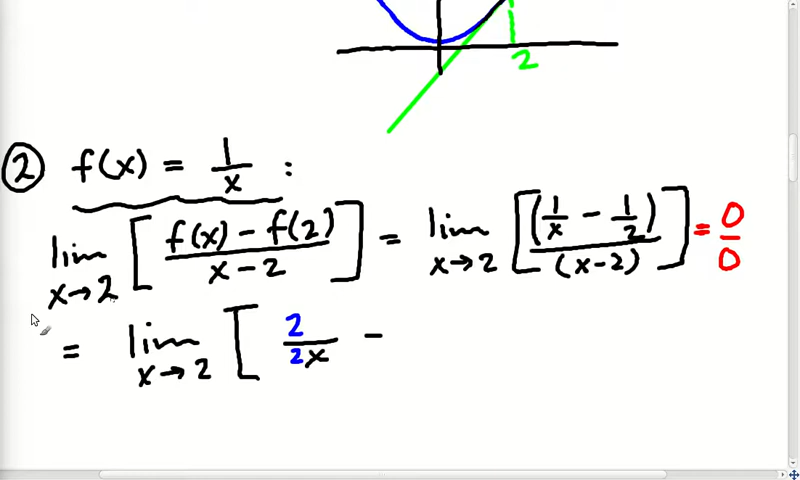 2
② f(x) = 1/x :
lim x→2 [ (f(x) - f(2))/(x - 2) ] = lim x→2 [ (1/x - 1/2)/(x-2) ] = 0/0
= lim x→2 [ 2/2x -